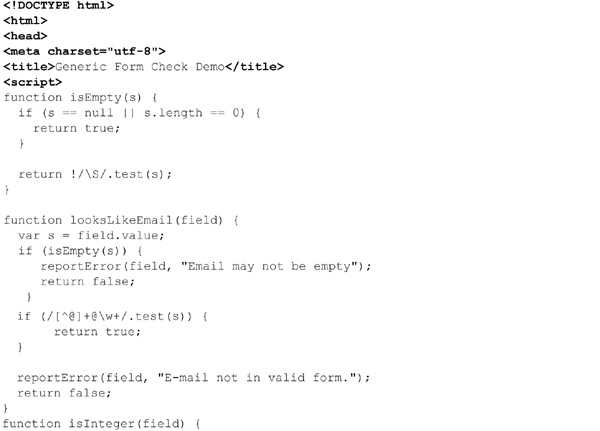 <!DOCTYPE html>
<html>
<head>
<meta charset="utf-8">
<title>Generic Form Check Demo</title>
<script>
function isEmpty(s) {
  if (s == null || s.length == 0) {
    return true;
  }

  return !/\S/.test(s);
}

function looksLikeEmail(field) {
  var s = field.value;
  if (isEmpty(s)) {
     reportError(field, "Email may not be empty");
     return false;
   }
  if (/[^@]+@\w+/.test(s)) {
       return true;
  }

  reportError(field, "E-mail not in valid form.");
  return false;
}
function isInteger(field) {